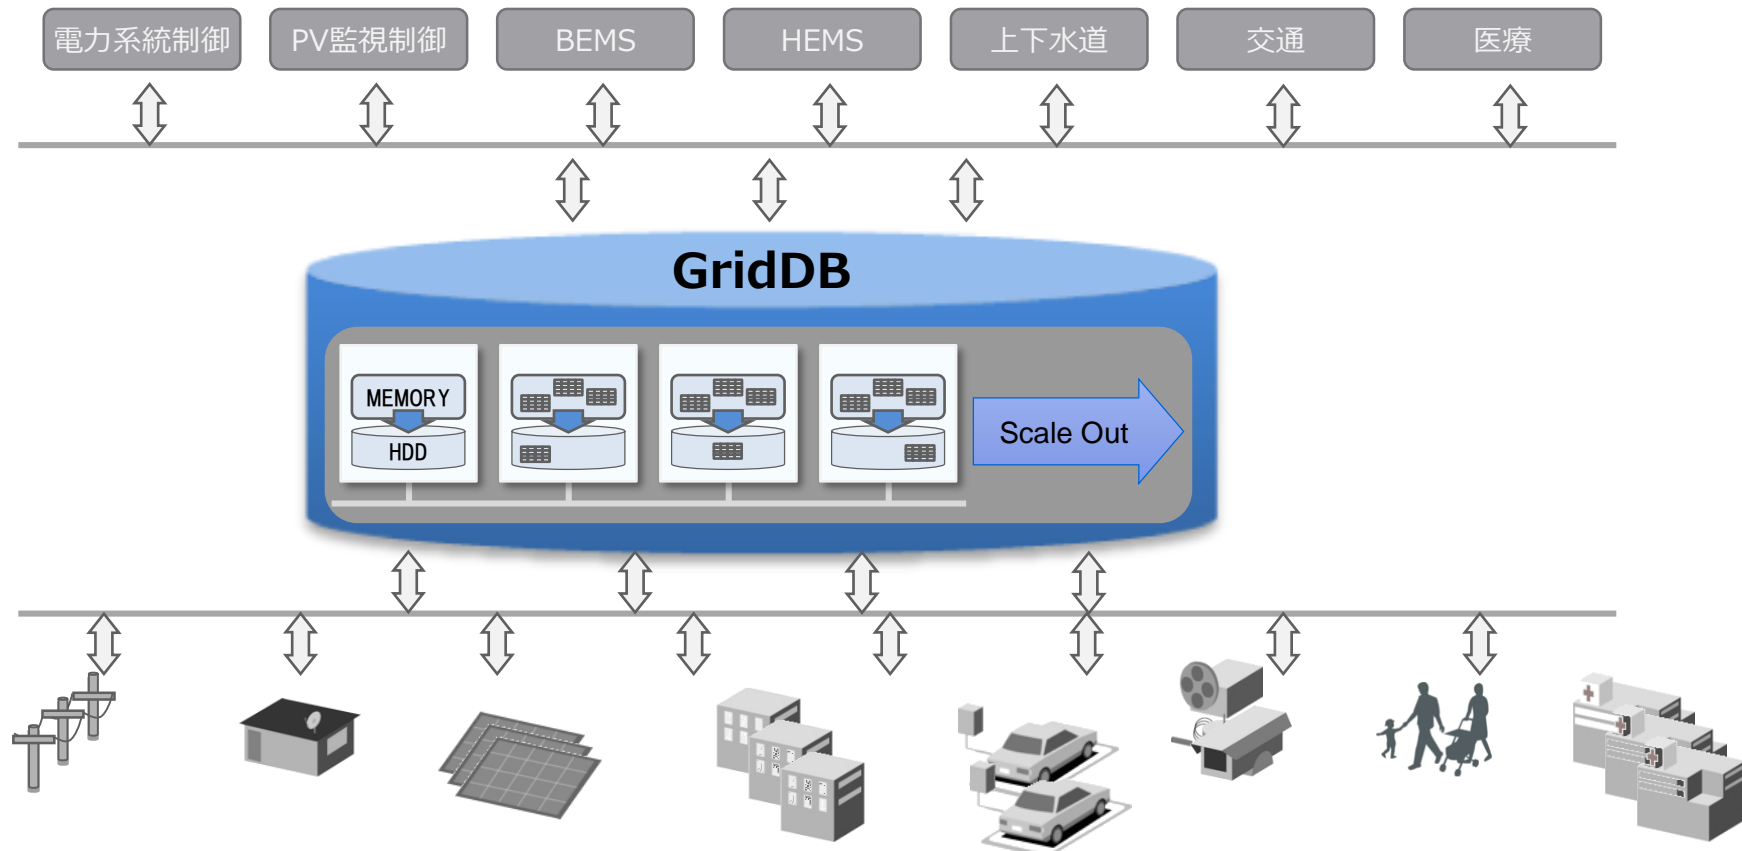 電力系統制御
PV監視制御
BEMS
HEMS
上下水道
交通
医療
GridDB
MEMORY
HDD
Scale Out